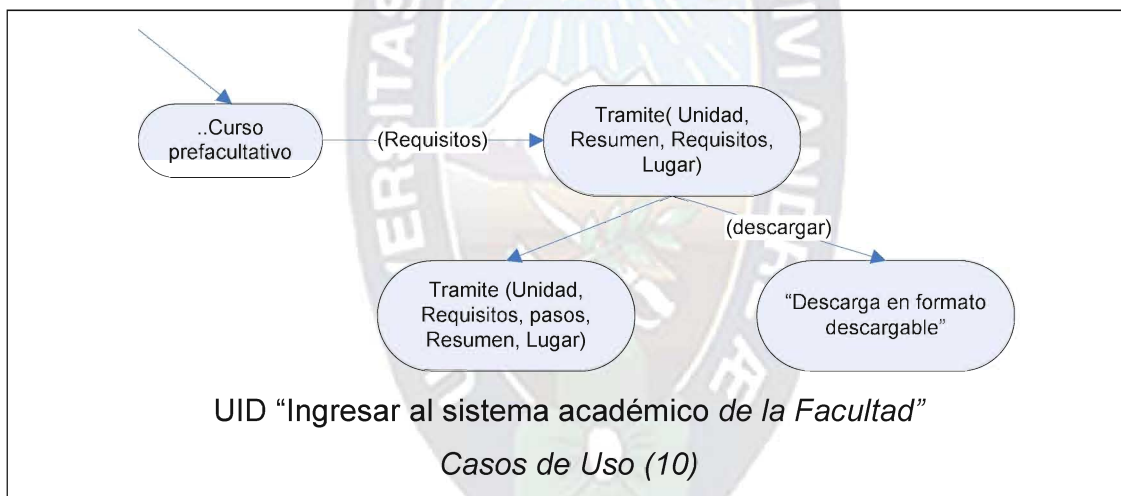 ..Curso
prefacultativo
(Requisitos)
Tramite( Unidad,
Resumen, Requisitos,
Lugar)
(descargar)
Tramite (Unidad,
Requisitos, pasos,
Resumen, Lugar)
“Descarga en formato
descargable”
UID “Ingresar al sistema académico de la Facultad”
Casos de Uso (10)